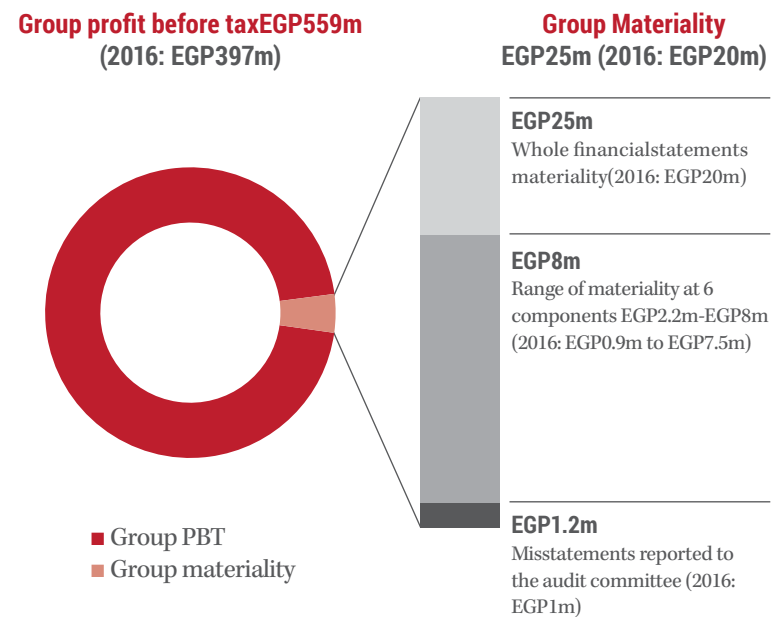 Group profit before taxEGP559m
(2016: EGP397m)
Group Materiality
EGP25m (2016: EGP20m)
EGP25m
Whole financialstatements
materiality(2016: EGP20m)
EGP8m
Range of materiality at 6
components EGP2.2m-EGP8m
(2016: EGP0.9m to EGP7.5m)
EGP1.2m
Misstatements reported to
the audit committee (2016:
EGP1m)
Group PBT
Group materiality